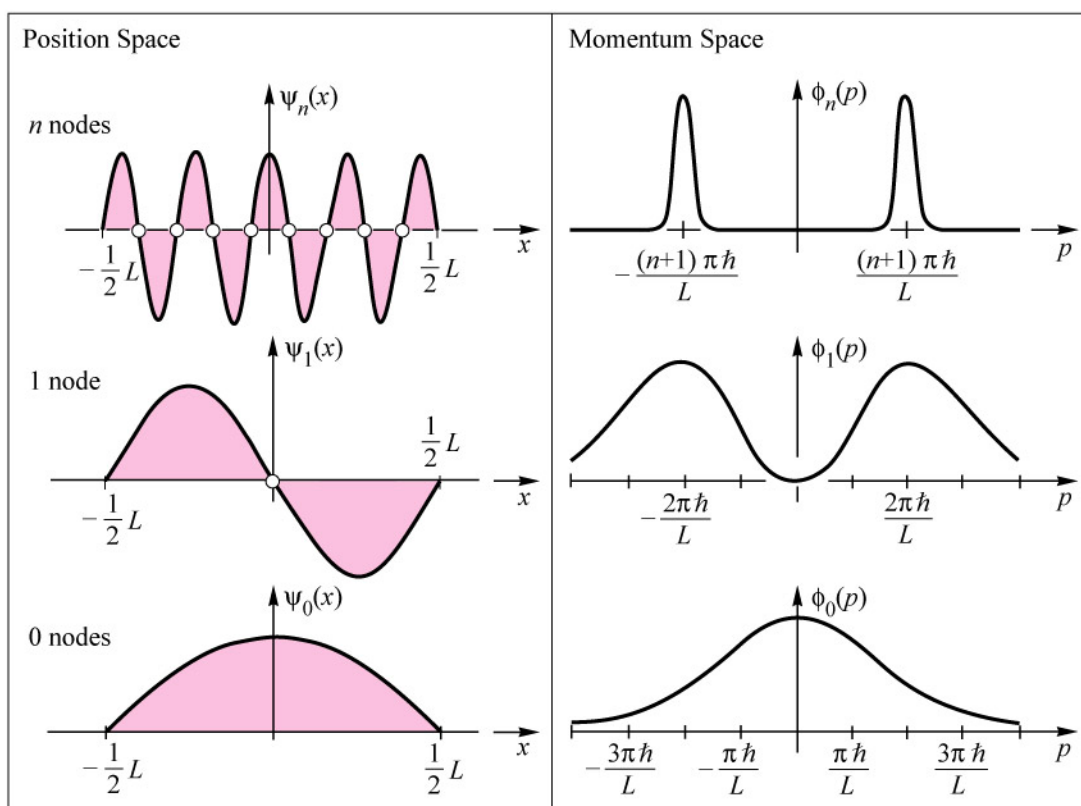 Position Space
Momentum Space
ψₙ(x)
n nodes
x
−1/2 L
1/2 L
ϕₙ(p)
−(n+1) πℏ/L
(n+1) πℏ/L
p
ψ₁(x)
1 node
1/2 L
−1/2 L
x
ϕ₁(p)
−2πℏ/L
2πℏ/L
p
ψ₀(x)
0 nodes
−1/2 L
1/2 L
x
ϕ₀(p)
−3πℏ/L
−πℏ/L
πℏ/L
3πℏ/L
p